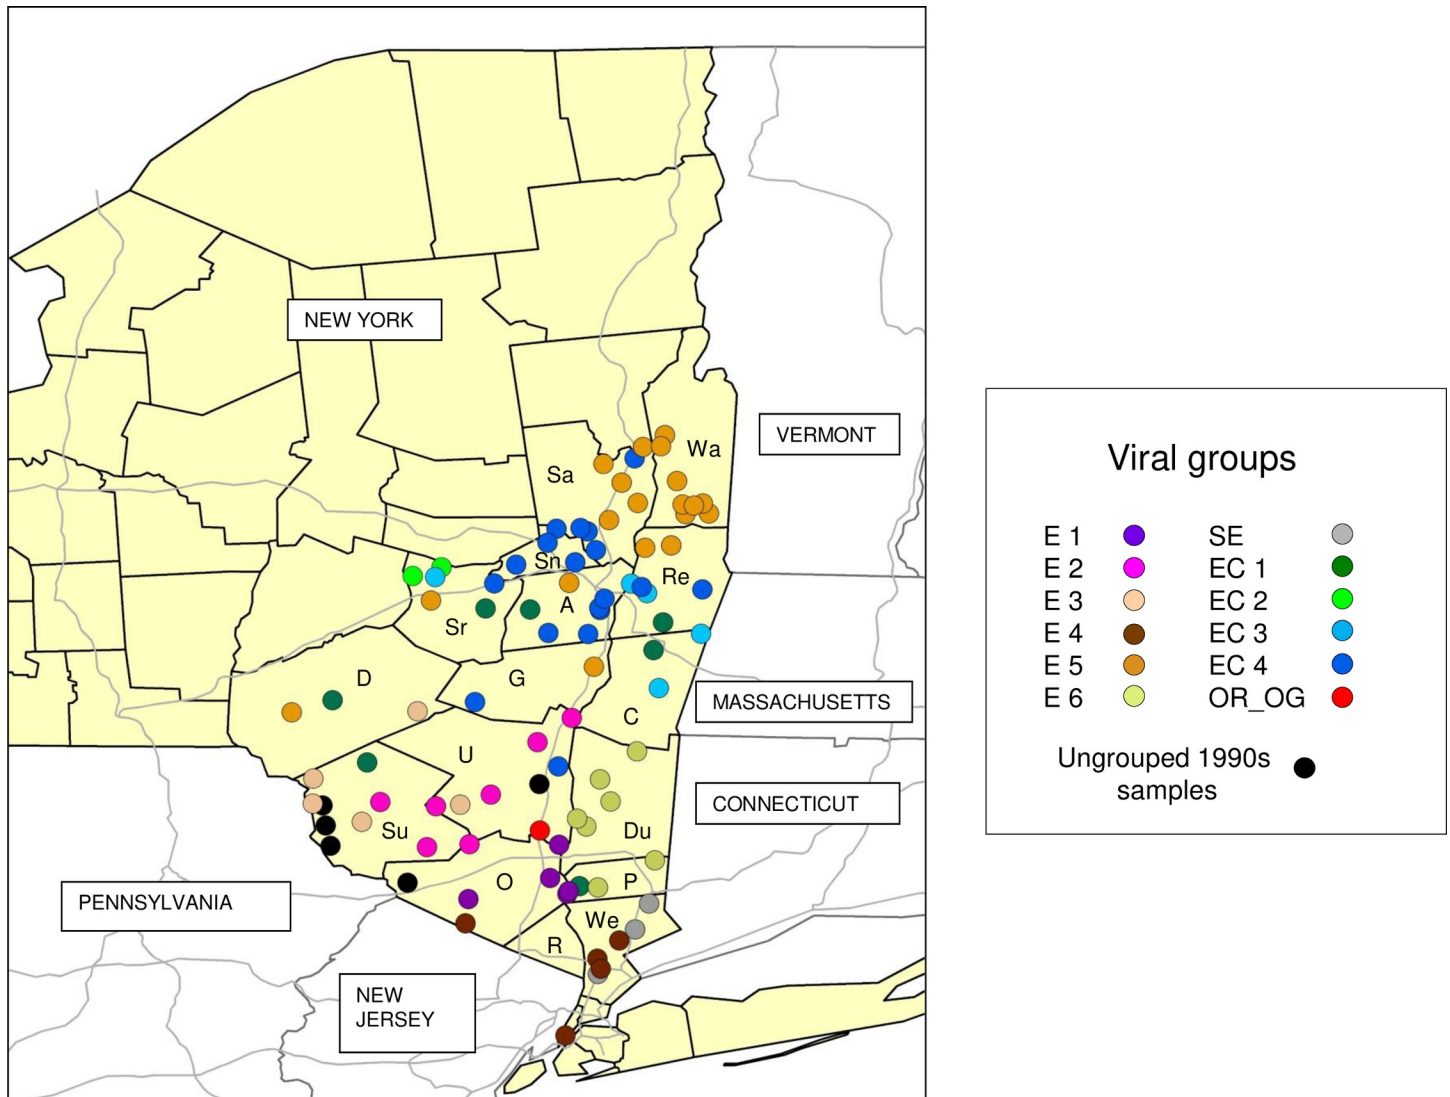 NEW YORK
VERMONT
Wa
Sa
Sn
Re
A
Sr
D
G
MASSACHUSETTS
C
U
CONNECTICUT
Su
Du
O
P
PENNSYLVANIA
We
R
NEW
JERSEY
Viral groups
E 1 SE
E 2 EC 1
E 3 EC 2
E 4 EC 3
E 5 EC 4
E 6 OR_OG
Ungrouped 1990s
samples